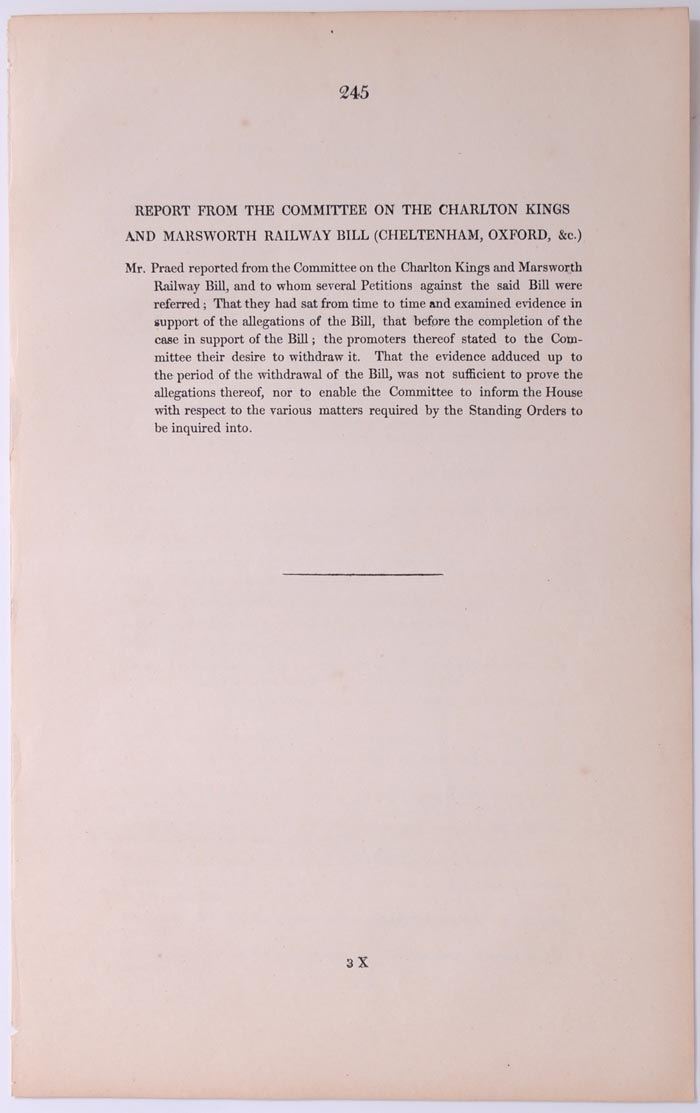 245
REPORT FROM THE COMMITTEE ON THE CHARLTON KINGS
AND MARSWORTH RAILWAY BILL (CHELTENHAM, OXFORD, &c.)
Mr. Praed reported from the Committee on the Charlton Kings and Marsworth
Railway Bill, and to whom several Petitions against the said Bill were
referred; That they had sat from time to time and examined evidence in
support of the allegations of the Bill, that before the completion of the
case in support of the Bill; the promoters thereof stated to the Com-
mittee their desire to withdraw it. That the evidence adduced up to
the period of the withdrawal of the Bill, was not sufficient to prove the
allegations thereof, nor to enable the Committee to inform the House
with respect to the various matters required by the Standing Orders to
be inquired into.
3 X